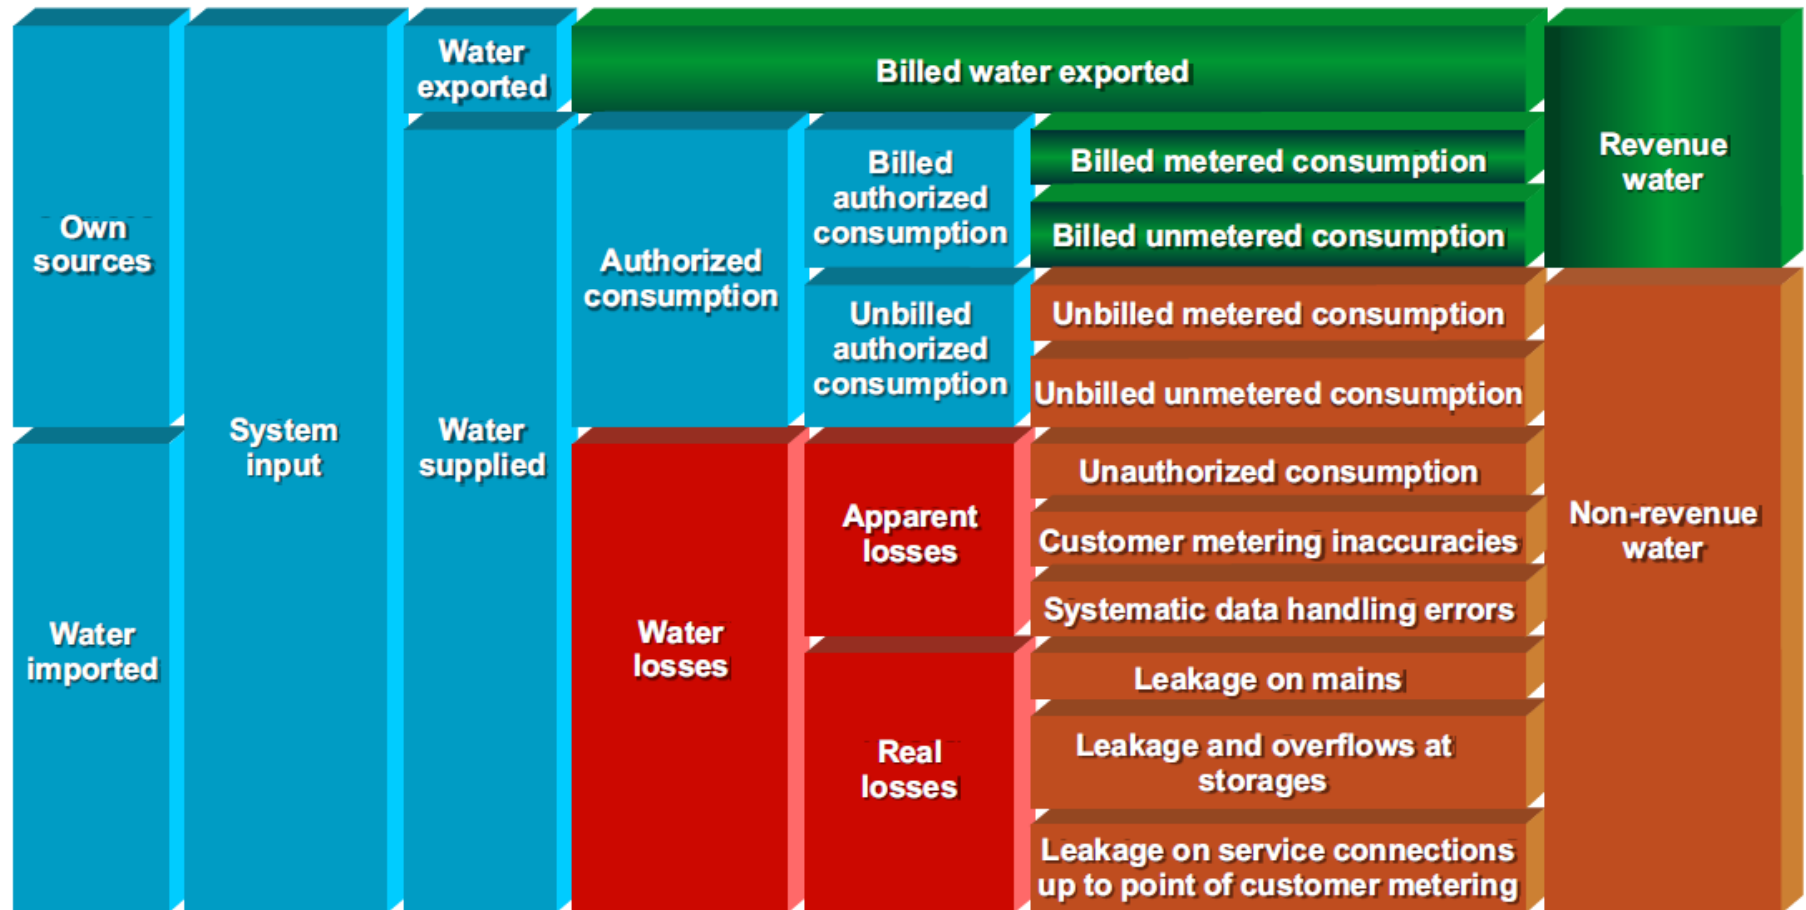 Own
sources
Water
imported
System
input
Water
exported
Water
supplied
Billed water exported
Authorized
consumption
Water
losses
Billed
authorized
consumption
Unbilled
authorized
consumption
Apparent
losses
Real
losses
Billed metered consumption
Billed unmetered consumption
Unbilled metered consumption
Unbilled unmetered consumption
Unauthorized consumption
Customer metering inaccuracies
Systematic data handling errors
Leakage on mains
Leakage and overflows at
storages
Leakage on service connections
up to point of customer metering
Revenue
water
Non-revenue
water